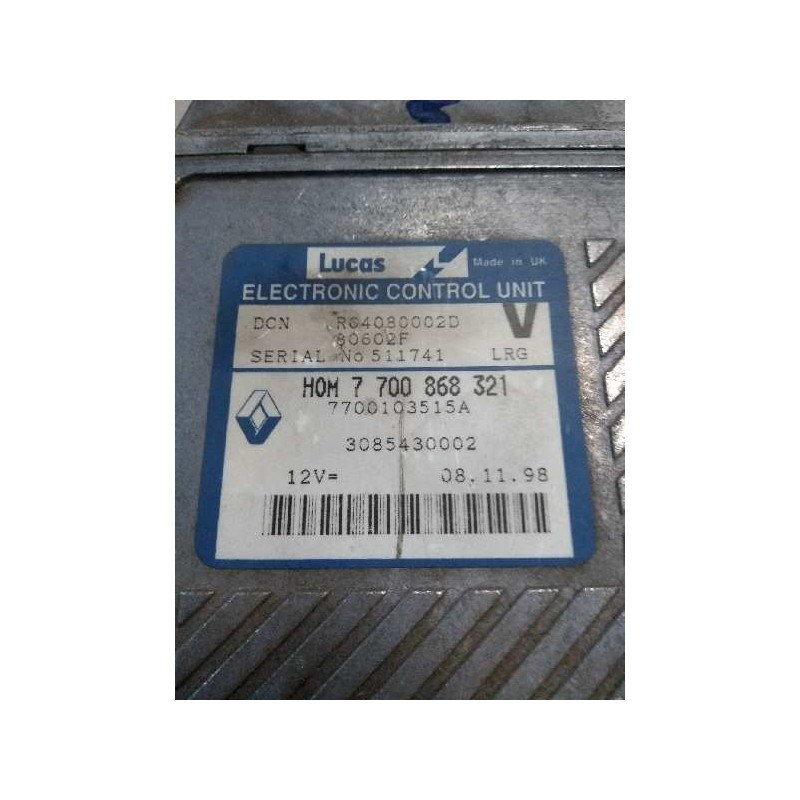 Lucas Made in UK
ELECTRONIC CONTROL UNIT
DCN R04080002D V
80602F
SERIAL No 511741 LRG
HOM 7 700 868 321
7700103515A
3085430002
12V= 08.11.98